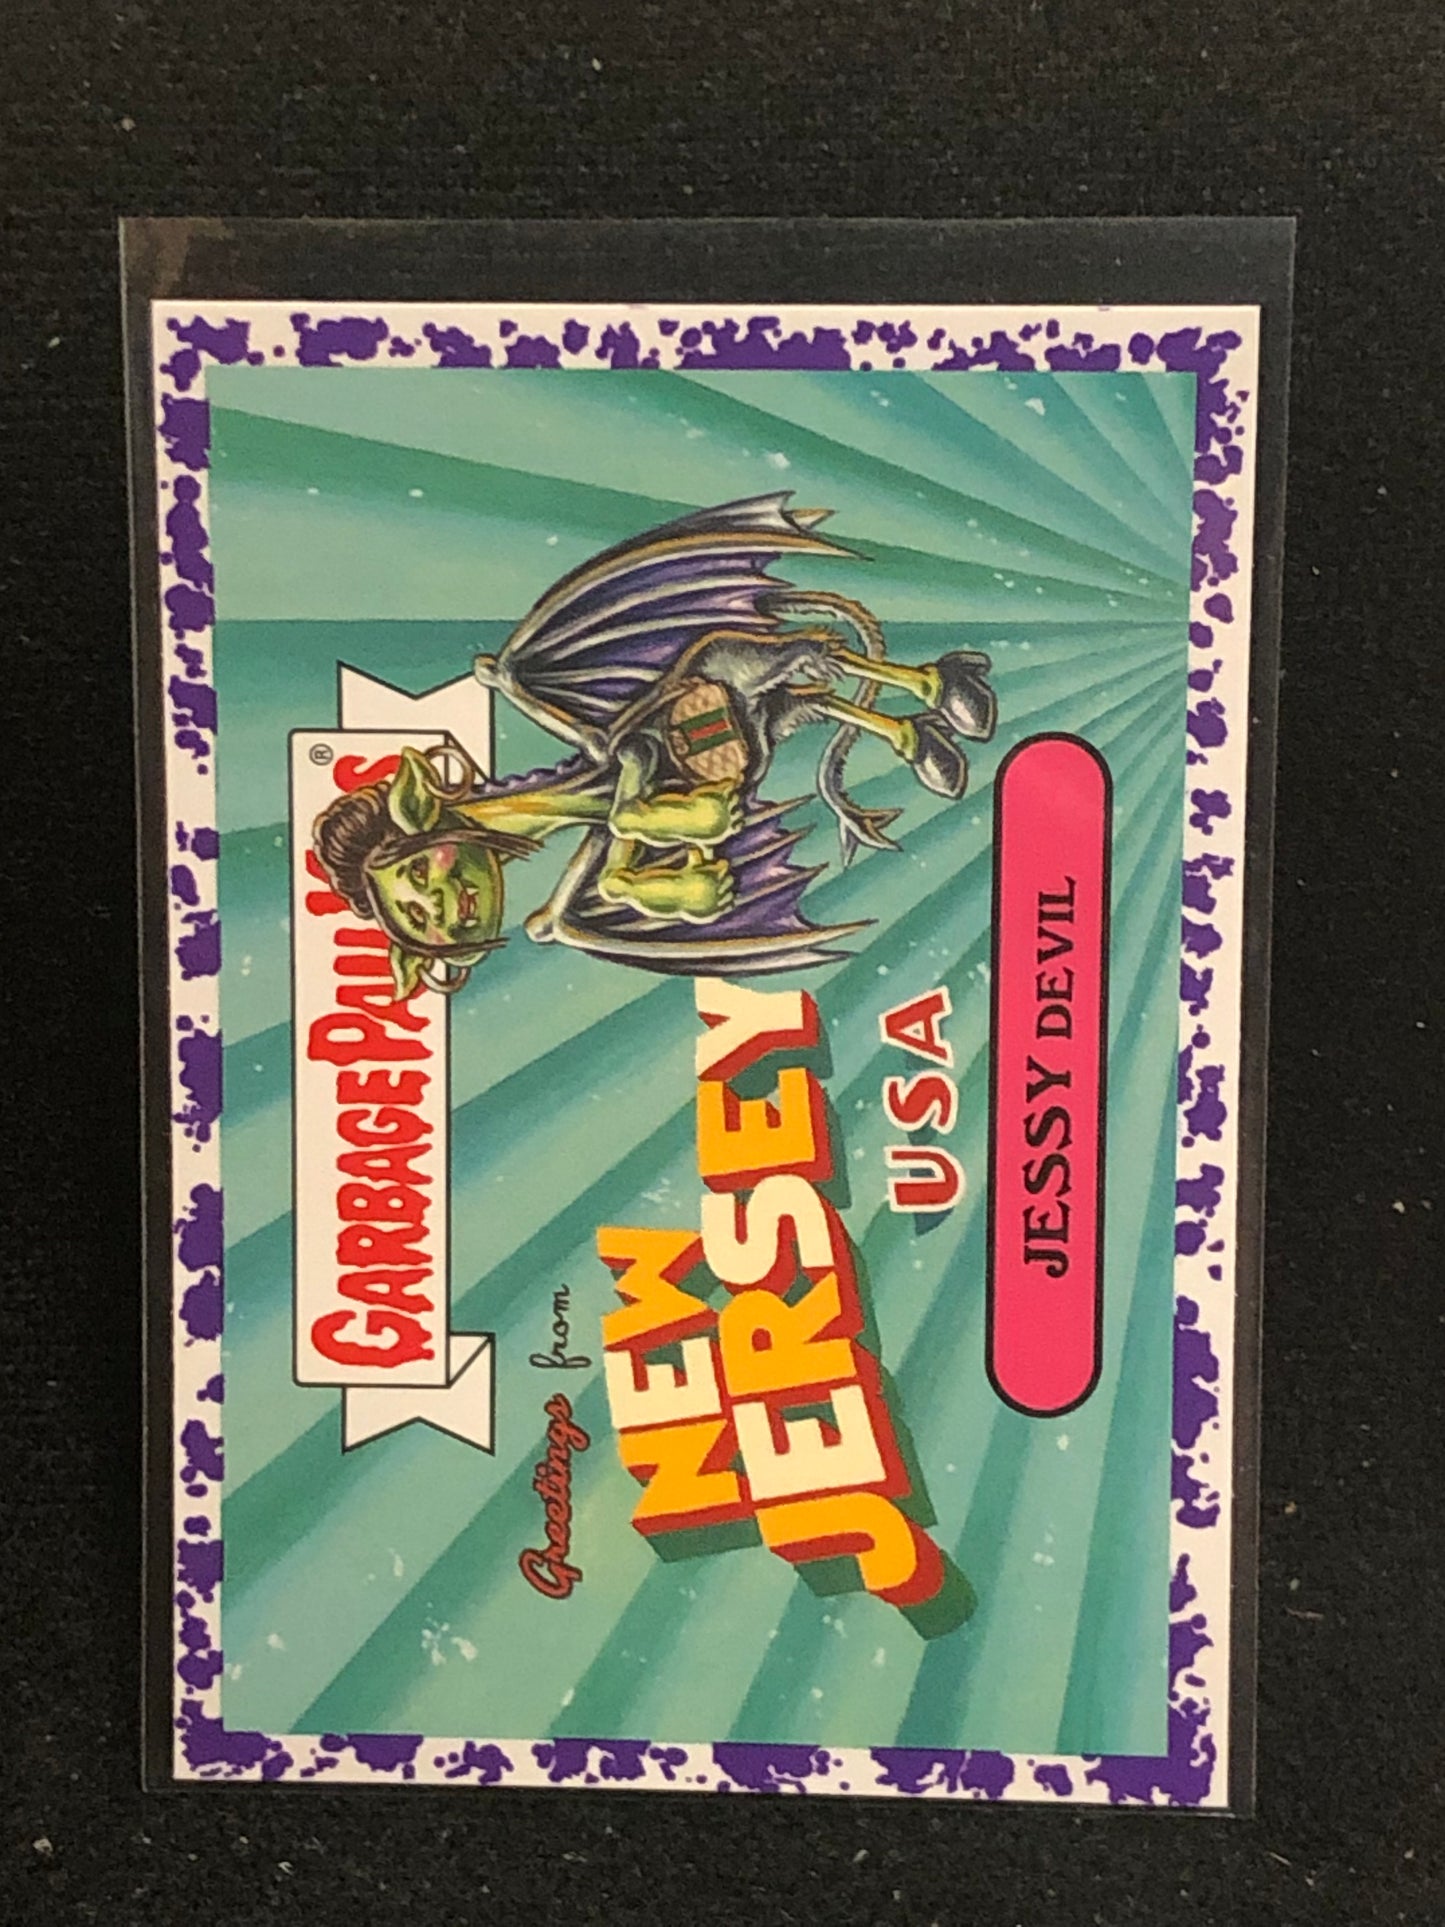 GARBAGE PAIL KIDS®
Greetings from
NEW
JERSEY
USA
JESSY DEVIL